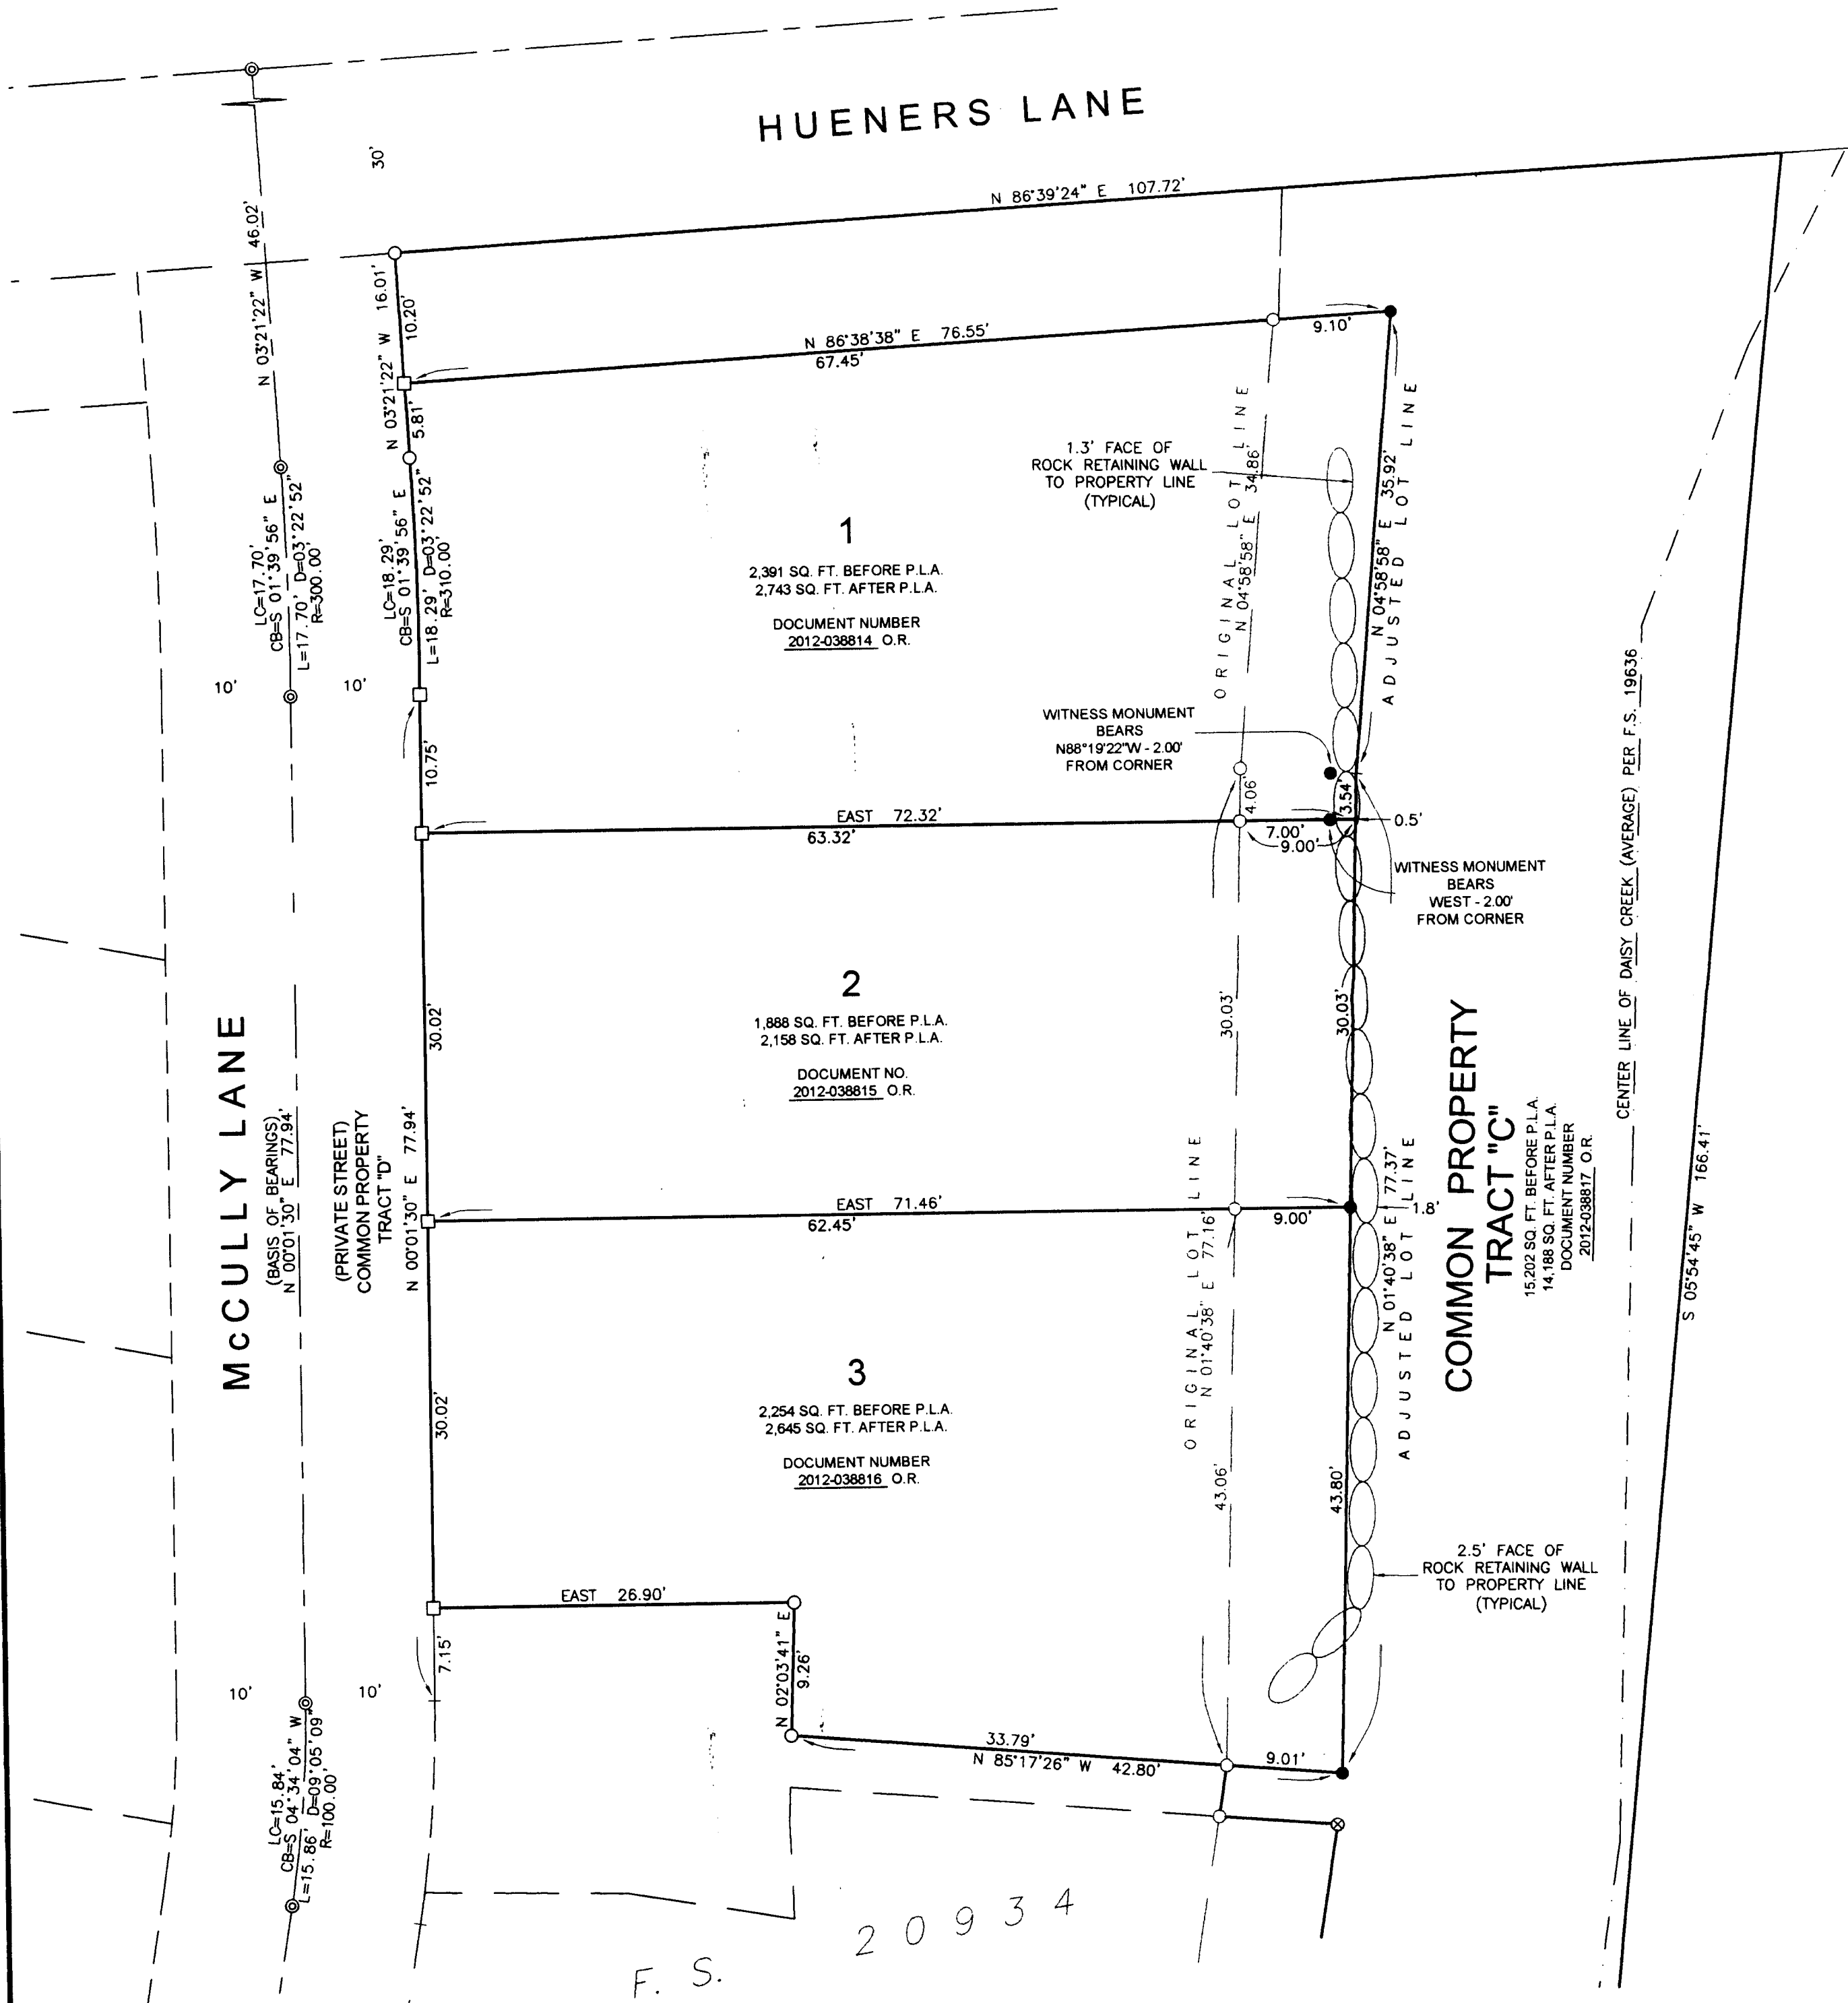 HUENERS LANE
30'
N 86°39'24" E 107.72'
N 03°21'22" W 46.02'
N 03°21'22" W 16.01'
10.20'
N 86°38'38" E 76.55'
67.45'
9.10'
5.81'
LC=17.70'
CB=S 01°39'56" E
L=17.70' D=03°22'52"
R=300.00'
LC=18.29'
CB=S 01°39'56" E
L=18.29' D=03°22'52"
R=310.00'
10'
10'
10.75'
1
2,391 SQ. FT. BEFORE P.L.A.
2,743 SQ. FT. AFTER P.L.A.
DOCUMENT NUMBER
2012-038814 O.R.
1.3' FACE OF
ROCK RETAINING WALL
TO PROPERTY LINE
(TYPICAL)
ORIGINAL LOT LINE
N 04°58'58" E 34.86'
N 04°58'58" E 35.92'
ADJUSTED LOT LINE
WITNESS MONUMENT
BEARS
N88°19'22"W - 2.00'
FROM CORNER
4.06'
3.54'
EAST 72.32'
63.32'
7.00'
9.00'
0.5'
WITNESS MONUMENT
BEARS
WEST - 2.00'
FROM CORNER
McCULLY LANE
(BASIS OF BEARINGS)
N 00°01'30" E 77.94'
(PRIVATE STREET)
COMMON PROPERTY
TRACT "D"
N 00°01'30" E 77.94'
30.02'
2
1,888 SQ. FT. BEFORE P.L.A.
2,158 SQ. FT. AFTER P.L.A.
DOCUMENT NO.
2012-038815 O.R.
30.03'
30.03'
EAST 71.46'
62.45'
9.00'
1.8'
ORIGINAL LOT LINE
N 01°40'38" E 77.16'
N 01°40'38" E 77.37'
ADJUSTED LOT LINE
COMMON PROPERTY
TRACT "C"
15,202 SQ. FT. BEFORE P.L.A.
14,188 SQ. FT. AFTER P.L.A.
DOCUMENT NUMBER
2012-038817 O.R.
CENTER LINE OF DAISY CREEK (AVERAGE) PER F.S. 19636
S 05°54'45" W 166.41'
30.02'
3
2,254 SQ. FT. BEFORE P.L.A.
2,645 SQ. FT. AFTER P.L.A.
DOCUMENT NUMBER
2012-038816 O.R.
43.06'
43.80'
2.5' FACE OF
ROCK RETAINING WALL
TO PROPERTY LINE
(TYPICAL)
EAST 26.90'
N 02°03'41" E
9.26'
7.15'
10'
10'
33.79'
N 85°17'26" W 42.80'
9.01'
LC=15.84'
CB=S 04°34'04" W
L=15.86' D=09°05'09"
R=100.00'
F. S. 20934